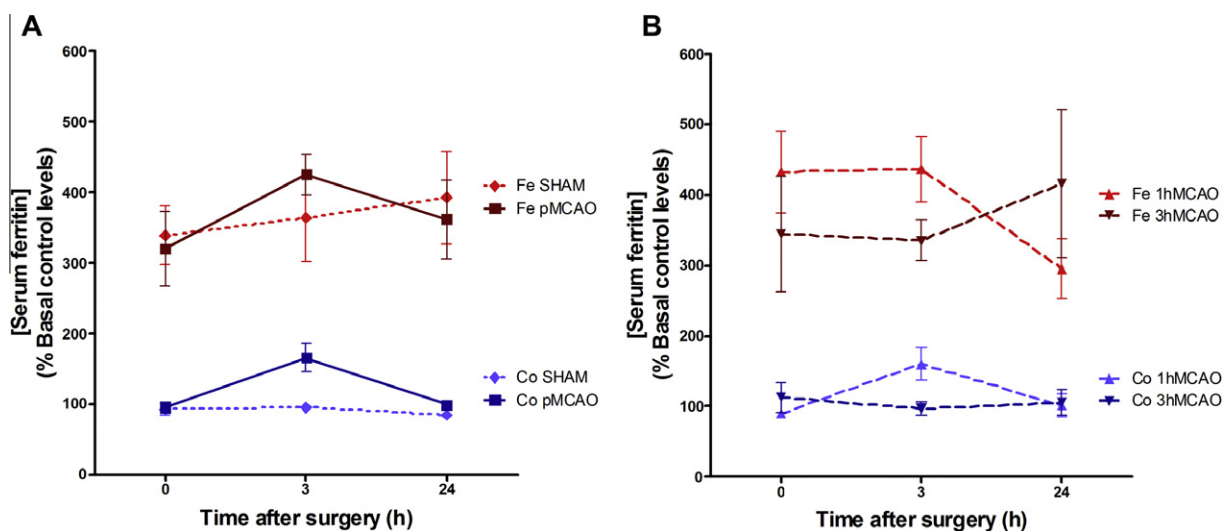 A
[Serum ferritin]
(% Basal control levels)
600
500
400
300
200
100
0
0 3 24
Time after surgery (h)
Fe SHAM
Fe pMCAO
Co SHAM
Co pMCAO
B
[Serum ferritin]
(% Basal control levels)
600
500
400
300
200
100
0
0 3 24
Time after surgery (h)
Fe 1hMCAO
Fe 3hMCAO
Co 1hMCAO
Co 3hMCAO